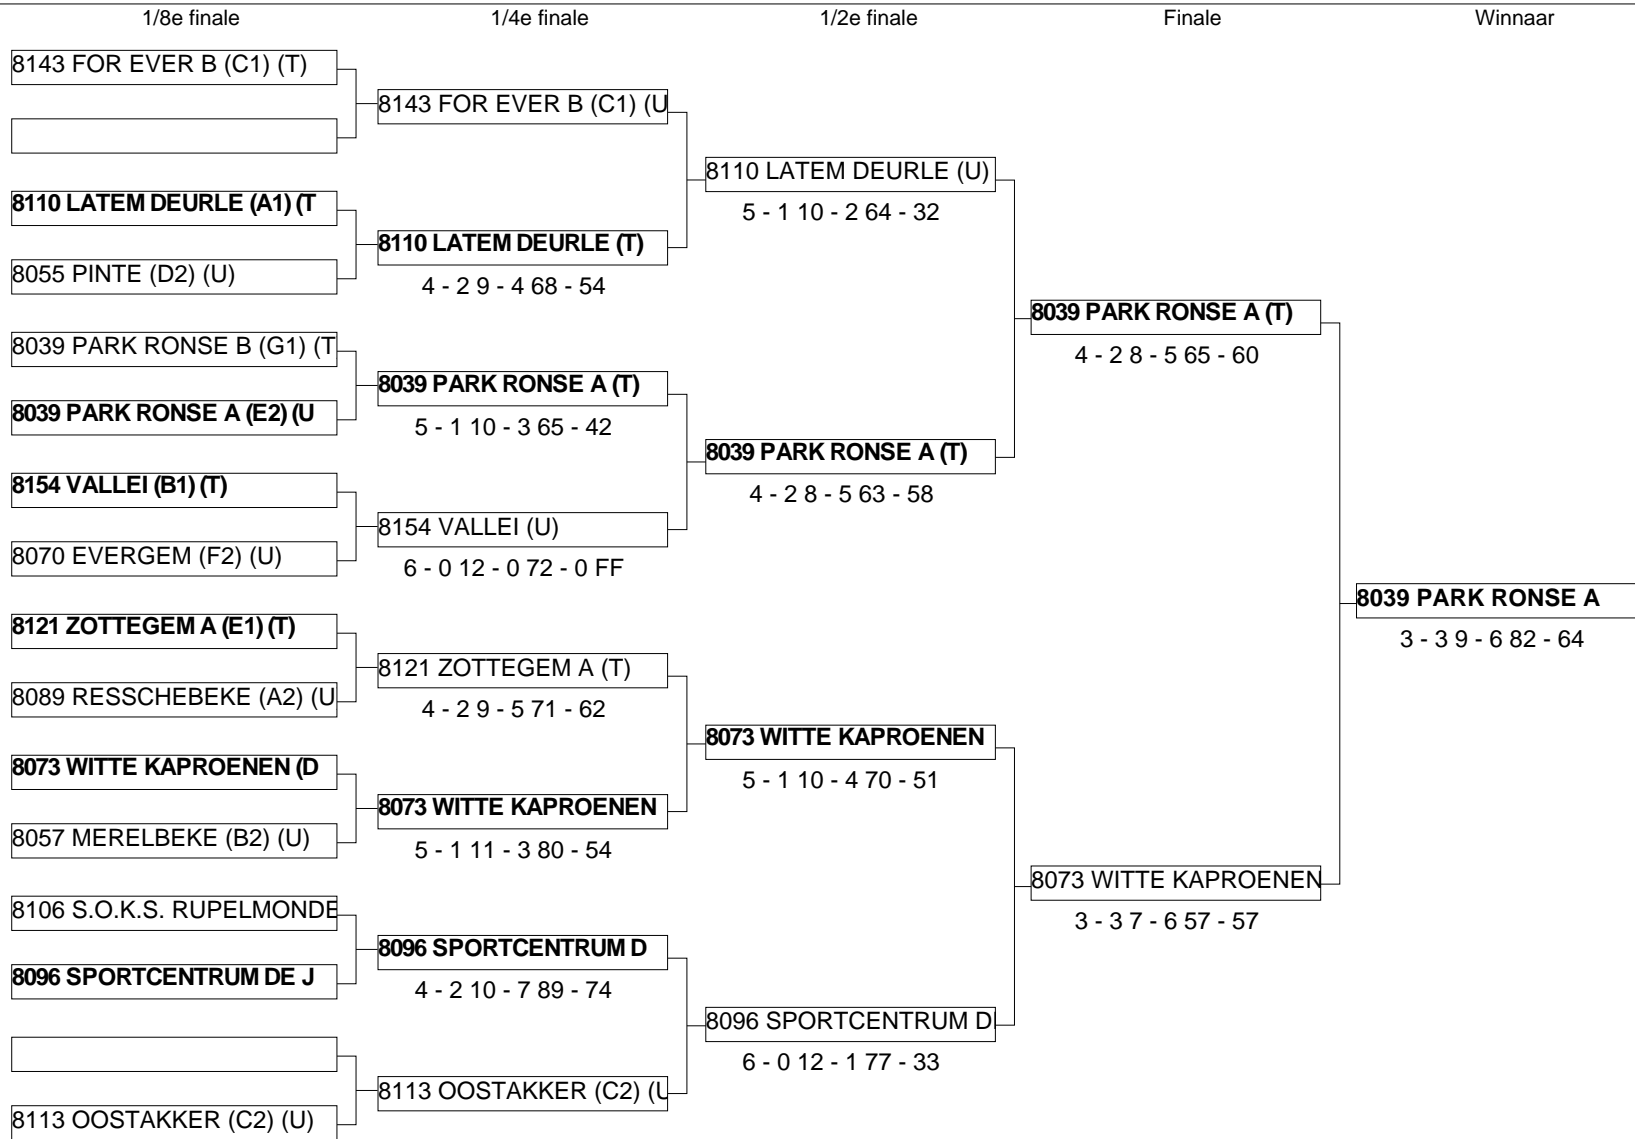 1/8e finale
1/4e finale
1/2e finale
Finale
Winnaar
8143 FOR EVER B (C1) (T)
8110 LATEM DEURLE (A1) (T
8055 PINTE (D2) (U)
8039 PARK RONSE B (G1) (T
8039 PARK RONSE A (E2) (U
8154 VALLEI (B1) (T)
8070 EVERGEM (F2) (U)
8121 ZOTTEGEM A (E1) (T)
8089 RESSCHEBEKE (A2) (U
8073 WITTE KAPROENEN (D
8057 MERELBEKE (B2) (U)
8106 S.O.K.S. RUPELMONDE
8096 SPORTCENTRUM DE J
8113 OOSTAKKER (C2) (U)
8143 FOR EVER B (C1) (U
8110 LATEM DEURLE (T)
4 - 2 9 - 4 68 - 54
8039 PARK RONSE A (T)
5 - 1 10 - 3 65 - 42
8154 VALLEI (U)
6 - 0 12 - 0 72 - 0 FF
8121 ZOTTEGEM A (T)
4 - 2 9 - 5 71 - 62
8073 WITTE KAPROENEN
5 - 1 11 - 3 80 - 54
8096 SPORTCENTRUM D
4 - 2 10 - 7 89 - 74
8113 OOSTAKKER (C2) (U
8110 LATEM DEURLE (U)
5 - 1 10 - 2 64 - 32
8039 PARK RONSE A (T)
4 - 2 8 - 5 63 - 58
8073 WITTE KAPROENEN
5 - 1 10 - 4 70 - 51
8096 SPORTCENTRUM D
6 - 0 12 - 1 77 - 33
8039 PARK RONSE A (T)
4 - 2 8 - 5 65 - 60
8073 WITTE KAPROENEN
3 - 3 7 - 6 57 - 57
8039 PARK RONSE A
3 - 3 9 - 6 82 - 64